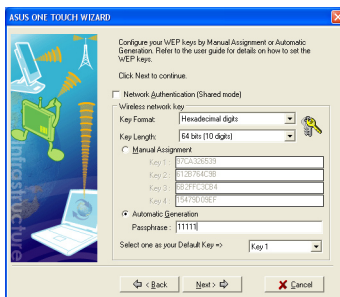 ASUS ONE TOUCH WIZARD
Configure your WEP keys by Manual Assignment or Automatic
Generation. Refer to the user guide for details on how to set the
WEP keys.
Click Next to continue.
Network Authentication (Shared mode)
Wireless network key
Key Format: Hexadecimal digits
Key Length: 64 bits (10 digits)
Manual Assignment
Key 1 : 97CA326539
Key 2 : 612B764C9B
Key 3 : 6B2FFC3CB4
Key 4 : 15479D09EF
Automatic Generation
Passphrase : 11111
Select one as your Default Key => Key 1
< Back Next > Cancel
Infrastructure